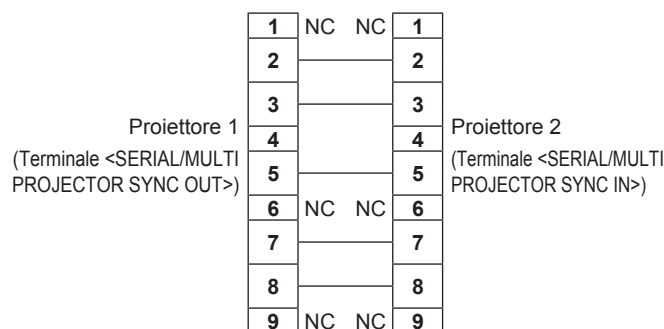 1 NC NC 1
2 2
3 3
Proiettore 1
(Terminale <SERIAL/MULTI
PROJECTOR SYNC OUT>)
4 4
Proiettore 2
(Terminale <SERIAL/MULTI
PROJECTOR SYNC IN>)
5 5
6 NC NC 6
7 7
8 8
9 NC NC 9